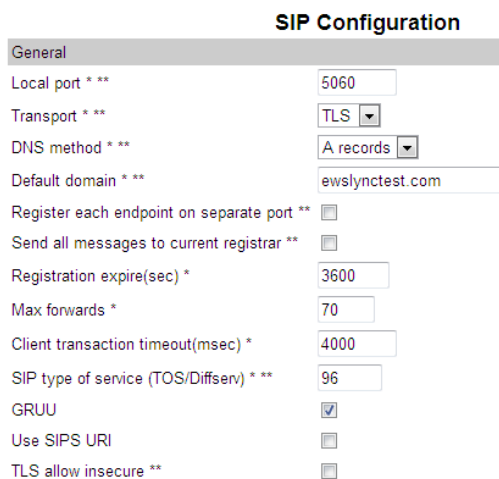 SIP Configuration
General
Local port * ** 5060
Transport * ** TLS
DNS method * ** A records
Default domain * ** ewslynctest.com
Register each endpoint on separate port **
Send all messages to current registrar **
Registration expire(sec) * 3600
Max forwards * 70
Client transaction timeout(msec) * 4000
SIP type of service (TOS/Diffserv) * ** 96
GRUU
Use SIPS URI
TLS allow insecure **